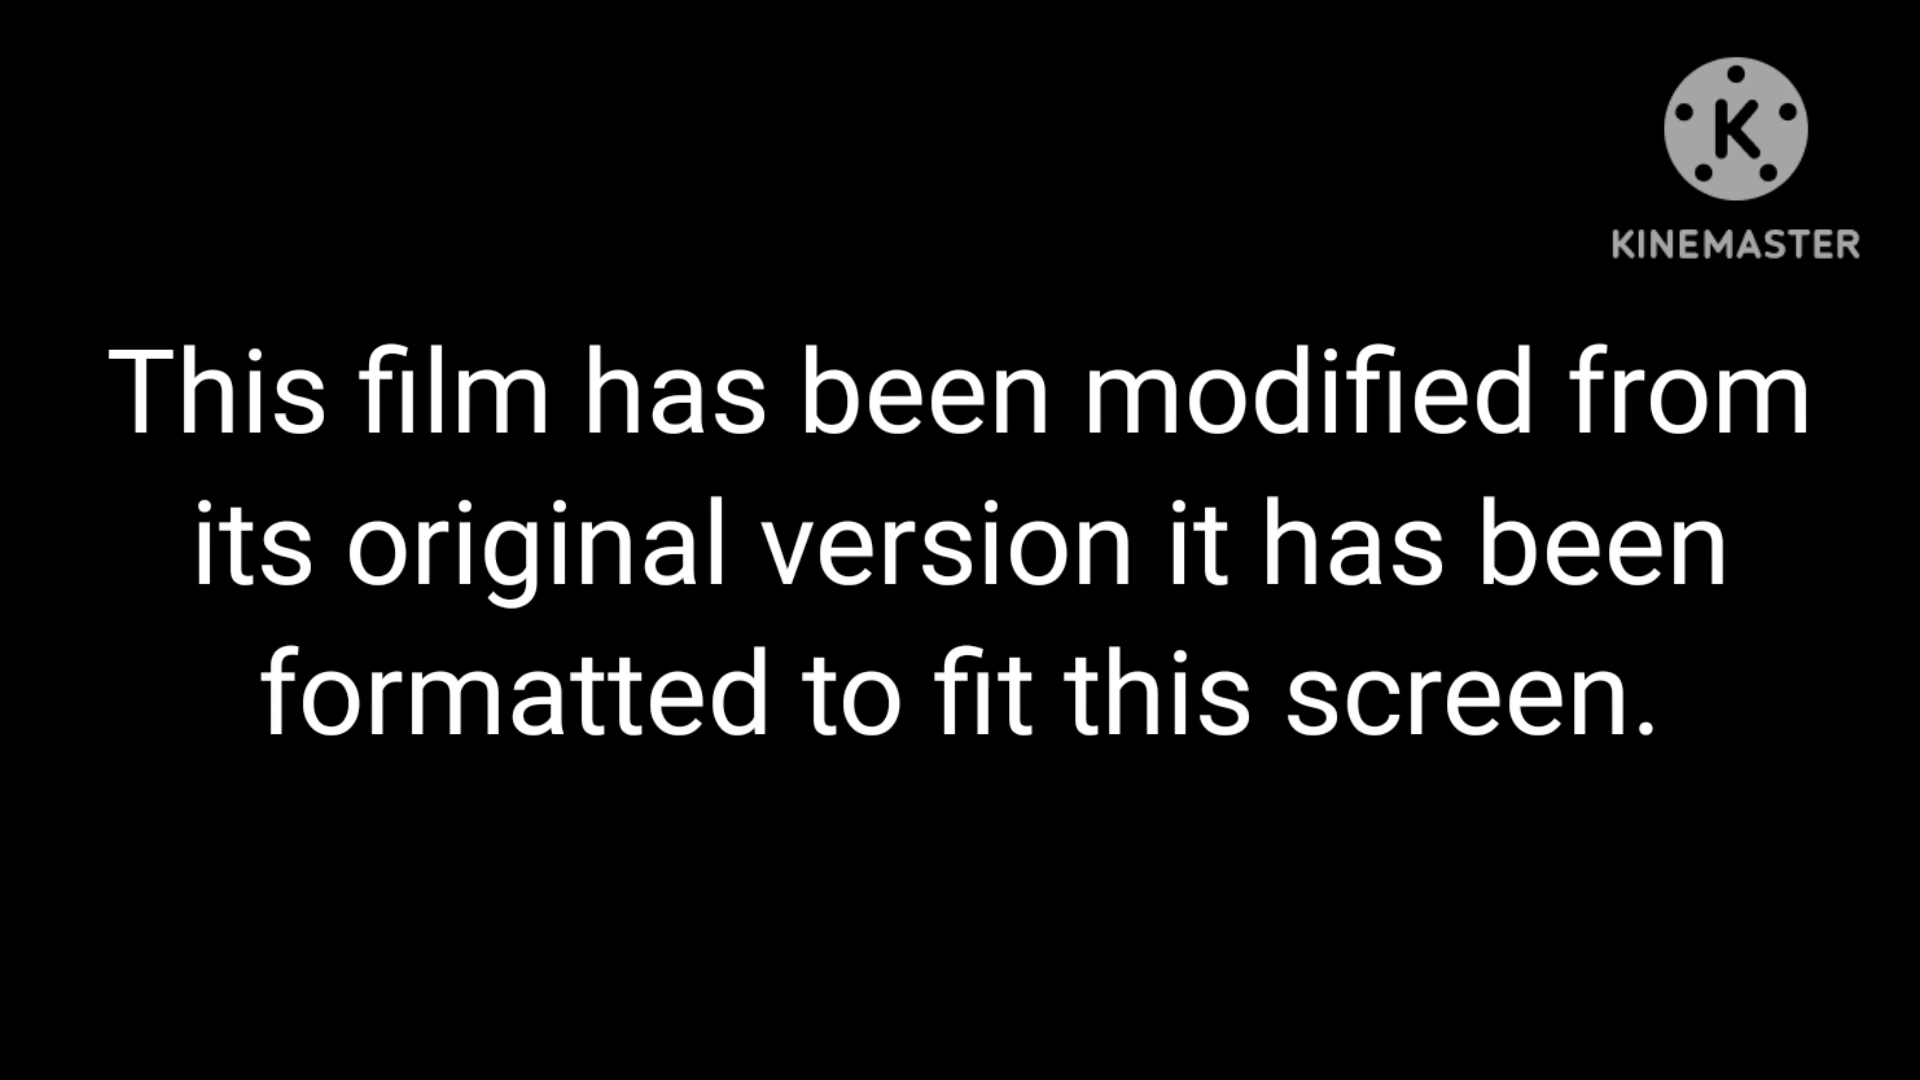 K
KINEMASTER
This film has been modified from
its original version it has been
formatted to fit this screen.